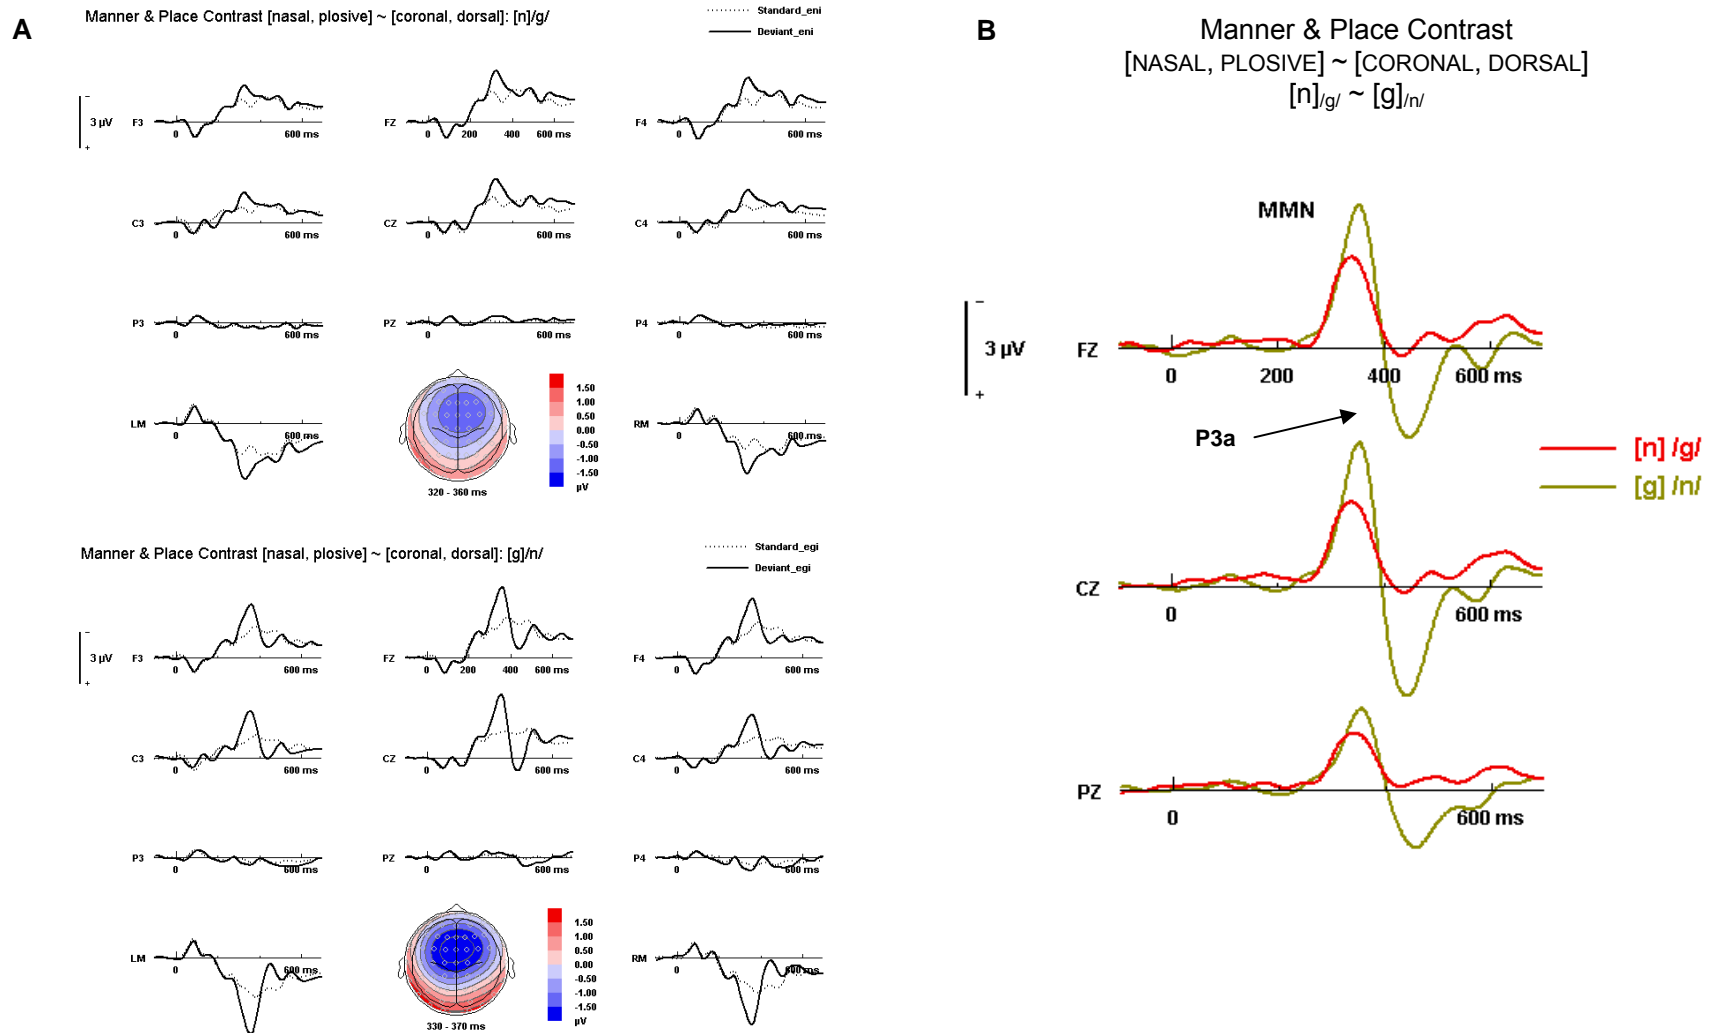 A
Manner & Place Contrast [nasal, plosive] ~ [coronal, dorsal]: [n]/g/
Standard_eni
Deviant_eni
−
3 µV
+
F3
0
600 ms
FZ
0
200
400
600 ms
F4
0
600 ms
C3
0
600 ms
CZ
0
600 ms
C4
0
600 ms
P3
0
600 ms
PZ
0
600 ms
P4
0
600 ms
LM
0
600 ms
320 - 360 ms
1.50
1.00
0.50
0.00
-0.50
-1.00
-1.50
µV
RM
0
600 ms
Manner & Place Contrast [nasal, plosive] ~ [coronal, dorsal]: [g]/n/
Standard_egi
Deviant_egi
−
3 µV
+
F3
0
600 ms
FZ
0
200
400
600 ms
F4
0
600 ms
C3
0
600 ms
CZ
0
600 ms
C4
0
600 ms
P3
0
600 ms
PZ
0
600 ms
P4
0
600 ms
LM
0
600 ms
330 - 370 ms
1.50
1.00
0.50
0.00
-0.50
-1.00
-1.50
µV
RM
0
600 ms
B
Manner & Place Contrast
[NASAL, PLOSIVE] ~ [CORONAL, DORSAL]
[n]/g/ ~ [g]/n/
MMN
−
3 µV
+
FZ
0
200
400
600 ms
P3a
[n] /g/
[g] /n/
CZ
0
600 ms
PZ
0
600 ms